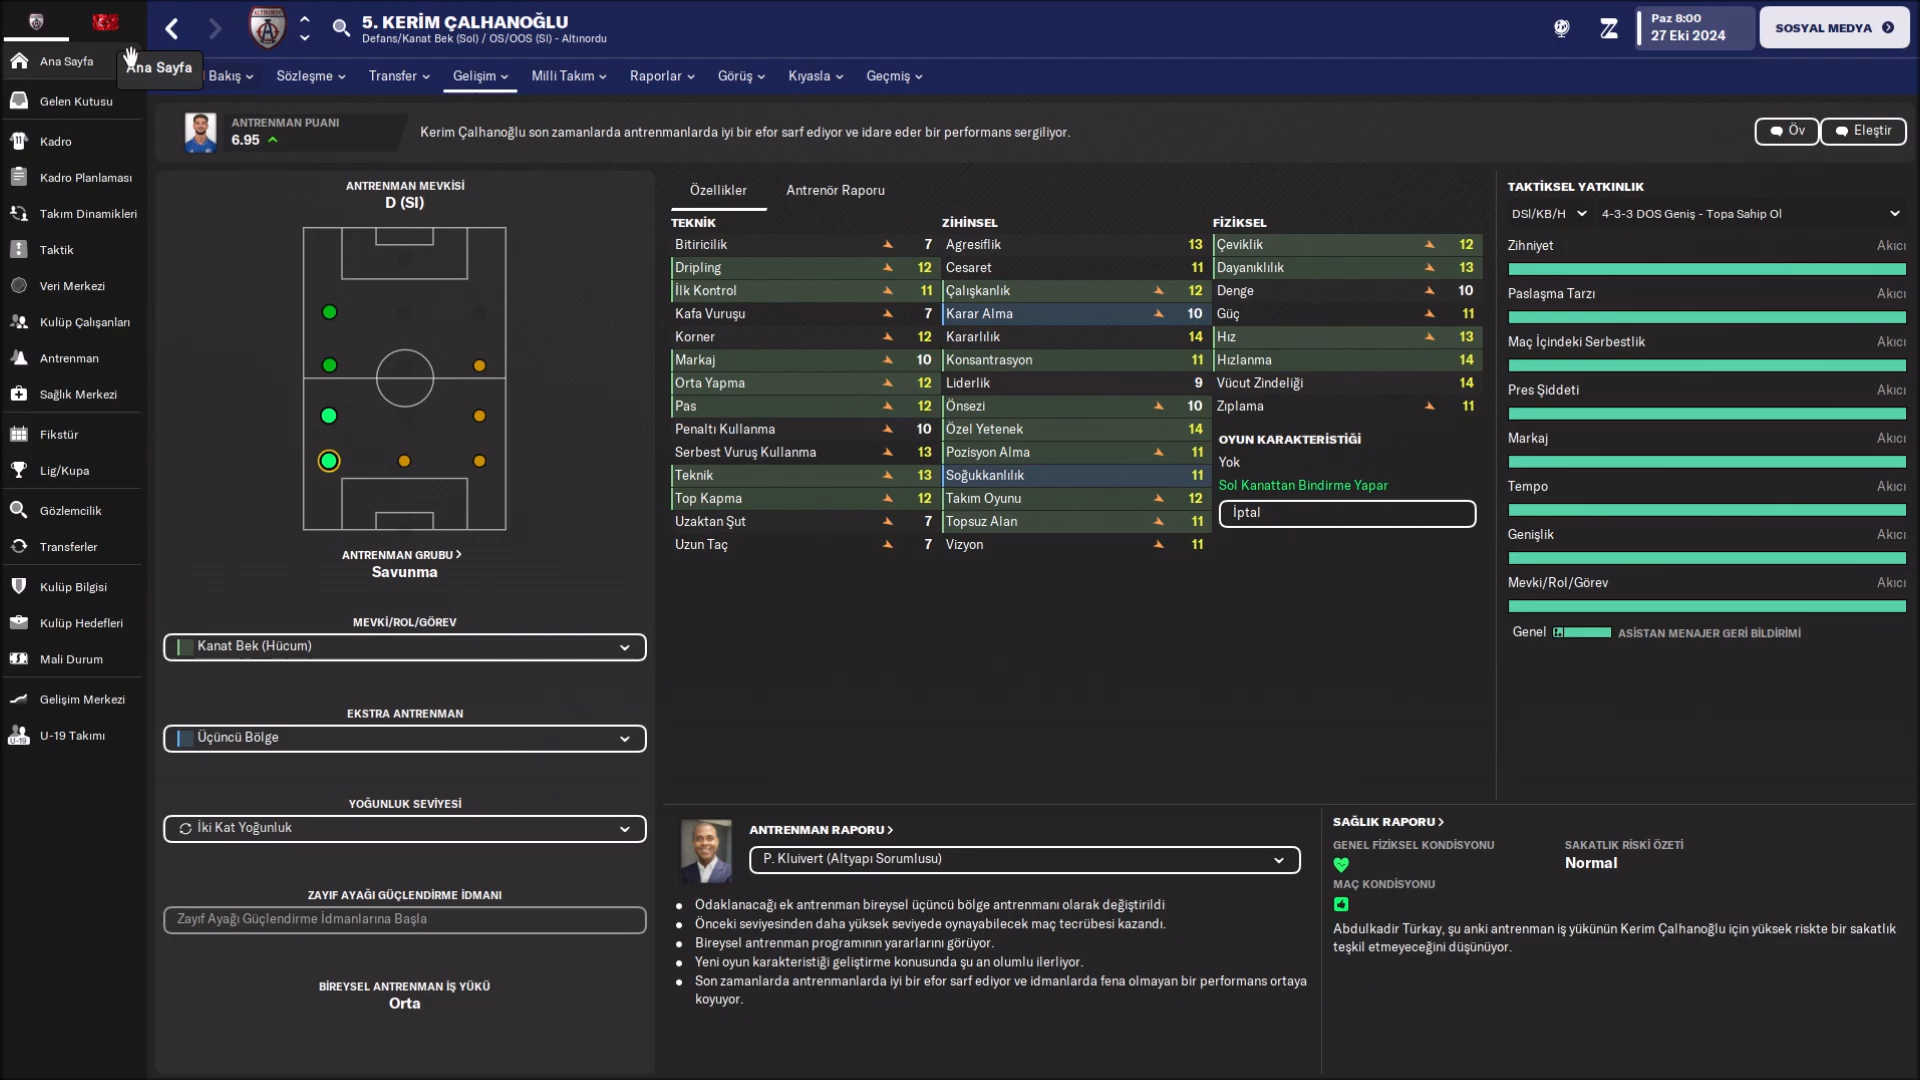 5. KERİM ÇALHANOĞLU
Defans/Kanat Bek (Sol) / OS/OOS (Sl) - Altınordu
Paz 8:00
27 Eki 2024
SOSYAL MEDYA
Ana Sayfa
Ana Sayfa
Bakış
Sözleşme
Transfer
Gelişim
Milli Takım
Raporlar
Görüş
Kıyasla
Geçmiş
Gelen Kutusu
Kadro
Kadro Planlaması
Takım Dinamikleri
Taktik
Veri Merkezi
Kulüp Çalışanları
Antrenman
Sağlık Merkezi
Fikstür
Lig/Kupa
Gözlemcilik
Transferler
Kulüp Bilgisi
Kulüp Hedefleri
Mali Durum
Gelişim Merkezi
U-19 Takımı
ANTRENMAN PUANI
6.95
Kerim Çalhanoğlu son zamanlarda antrenmanlarda iyi bir efor sarf ediyor ve idare eder bir performans sergiliyor.
Öv
Eleştir
ANTRENMAN MEVKİSİ
D (Sl)
ANTRENMAN GRUBU
Savunma
MEVKİ/ROL/GÖREV
Kanat Bek (Hücum)
EKSTRA ANTRENMAN
Üçüncü Bölge
YOĞUNLUK SEVİYESİ
İki Kat Yoğunluk
ZAYIF AYAĞI GÜÇLENDİRME İDMANI
Zayıf Ayağı Güçlendirme İdmanlarına Başla
BİREYSEL ANTRENMAN İŞ YÜKÜ
Orta
Özellikler
Antrenör Raporu
TEKNİK
Bitiricilik 7
Dripling 12
İlk Kontrol 11
Kafa Vuruşu 7
Korner 12
Markaj 10
Orta Yapma 12
Pas 12
Penaltı Kullanma 10
Serbest Vuruş Kullanma 13
Teknik 13
Top Kapma 12
Uzaktan Şut 7
Uzun Taç 7
ZİHİNSEL
Agresiflik 13
Cesaret 11
Çalışkanlık 12
Karar Alma 10
Kararlılık 14
Konsantrasyon 11
Liderlik 9
Önsezi 10
Özel Yetenek 14
Pozisyon Alma 11
Soğukkanlılık 11
Takım Oyunu 12
Topsuz Alan 11
Vizyon 11
FİZİKSEL
Çeviklik 12
Dayanıklılık 13
Denge 10
Güç 11
Hız 13
Hızlanma 14
Vücut Zindeliği 14
Zıplama 11
OYUN KARAKTERİSTİĞİ
Yok
Sol Kanattan Bindirme Yapar
İptal
TAKTİKSEL YATKINLIK
DSl/KB/H
4-3-3 DOS Geniş - Topa Sahip Ol
Zihniyet Akıcı
Paslaşma Tarzı Akıcı
Maç İçindeki Serbestlik Akıcı
Pres Şiddeti Akıcı
Markaj Akıcı
Tempo Akıcı
Genişlik Akıcı
Mevki/Rol/Görev Akıcı
Genel
ASİSTAN MENAJER GERİ BİLDİRİMİ
ANTRENMAN RAPORU
P. Kluivert (Altyapı Sorumlusu)
Odaklanacağı ek antrenman bireysel üçüncü bölge antrenmanı olarak değiştirildi
Önceki seviyesinden daha yüksek seviyede oynayabilecek maç tecrübesi kazandı.
Bireysel antrenman programının yararlarını görüyor.
Yeni oyun karakteristiği geliştirme konusunda şu an olumlu ilerliyor.
Son zamanlarda antrenmanlarda iyi bir efor sarf ediyor ve idmanlarda fena olmayan bir performans ortaya
koyuyor.
SAĞLIK RAPORU
GENEL FİZİKSEL KONDİSYONU
SAKATLIK RİSKİ ÖZETİ
Normal
MAÇ KONDİSYONU
Abdulkadir Türkay, şu anki antrenman iş yükünün Kerim Çalhanoğlu için yüksek riskte bir sakatlık
teşkil etmeyeceğini düşünüyor.